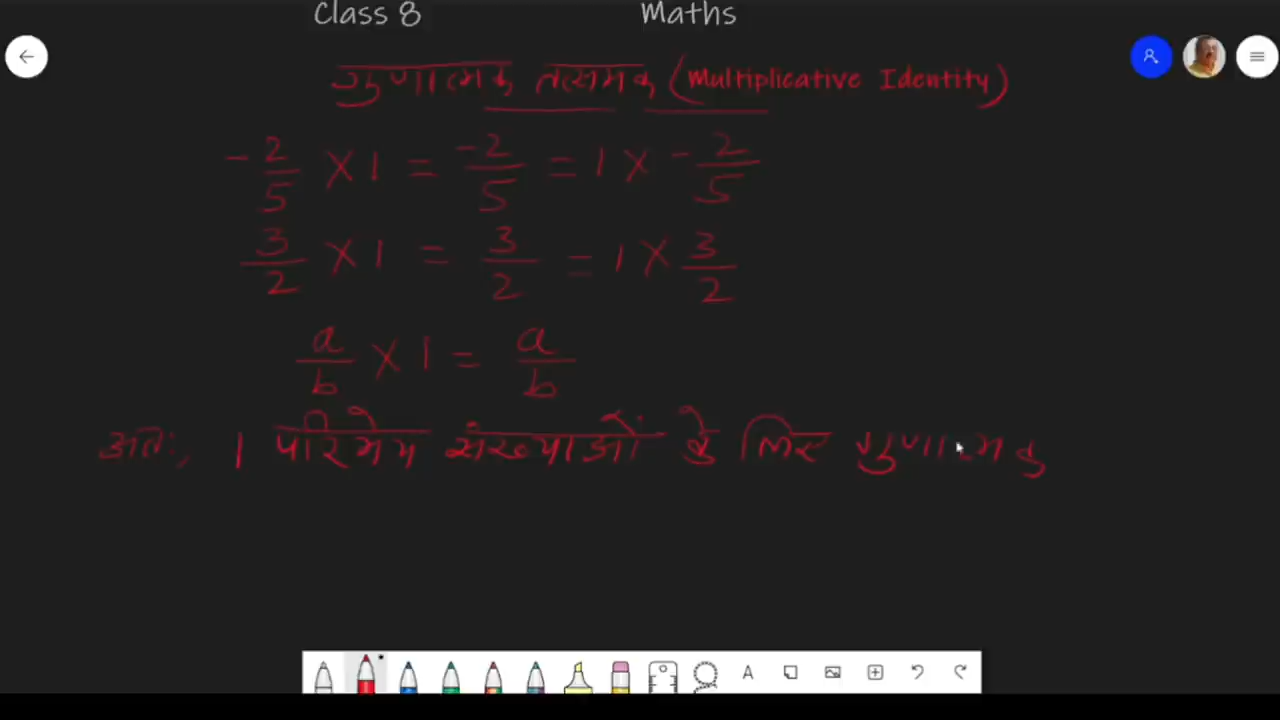 Class 8 Maths
गुणात्मक तत्समक (Multiplicative Identity)
-2/5 X 1 = -2/5 = 1 X -2/5
3/2 X 1 = 3/2 = 1 X 3/2
a/b X 1 = a/b
अतः, 1 परिमेय संख्याओं के लिए गुणात्मक
A